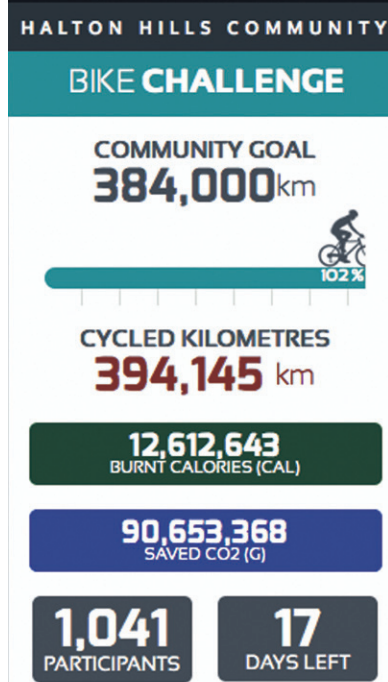 HALTON HILLS COMMUNITY
BIKE CHALLENGE
COMMUNITY GOAL
384,000km
102%
CYCLED KILOMETRES
394,145 km
12,612,643
BURNT CALORIES (CAL)
90,653,368
SAVED CO2 (G)
1,041
PARTICIPANTS
17
DAYS LEFT